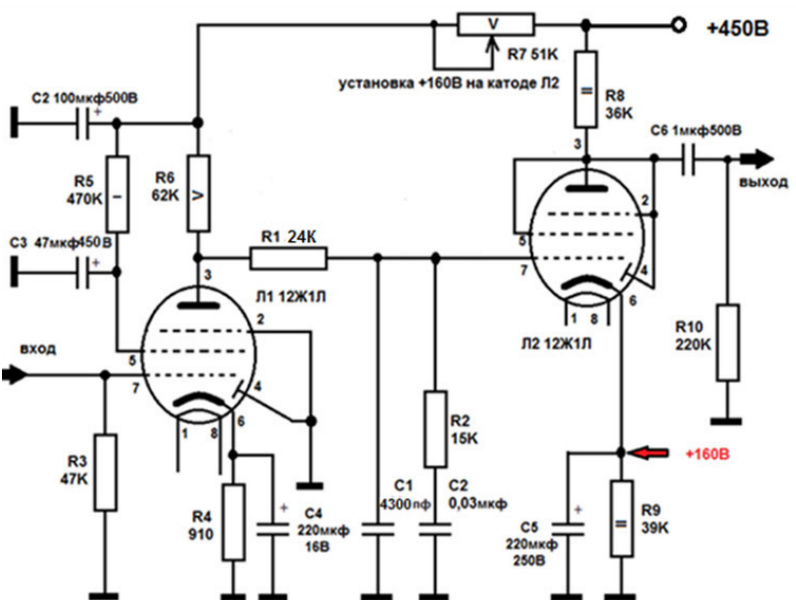 +450В
R7 51K
установка +160В на катоде Л2
V
C2 100мкф500В
+
R8
36K
=
C6 1мкф500В
3
выход
R5
470K
R6
62K
V
2
5
R1 24К
7
4
C3 47мкф450В
+
3
Л1 12Ж1Л
6
1
8
2
Л2 12Ж1Л
R10
220K
вход
5
7
4
6
1
8
R2
15K
R3
47K
+160В
C1
4300пф
C2
0,03мкф
R4
910
+
C4
220мкф
16В
C5
220мкф
250В
+
R9
39K
=